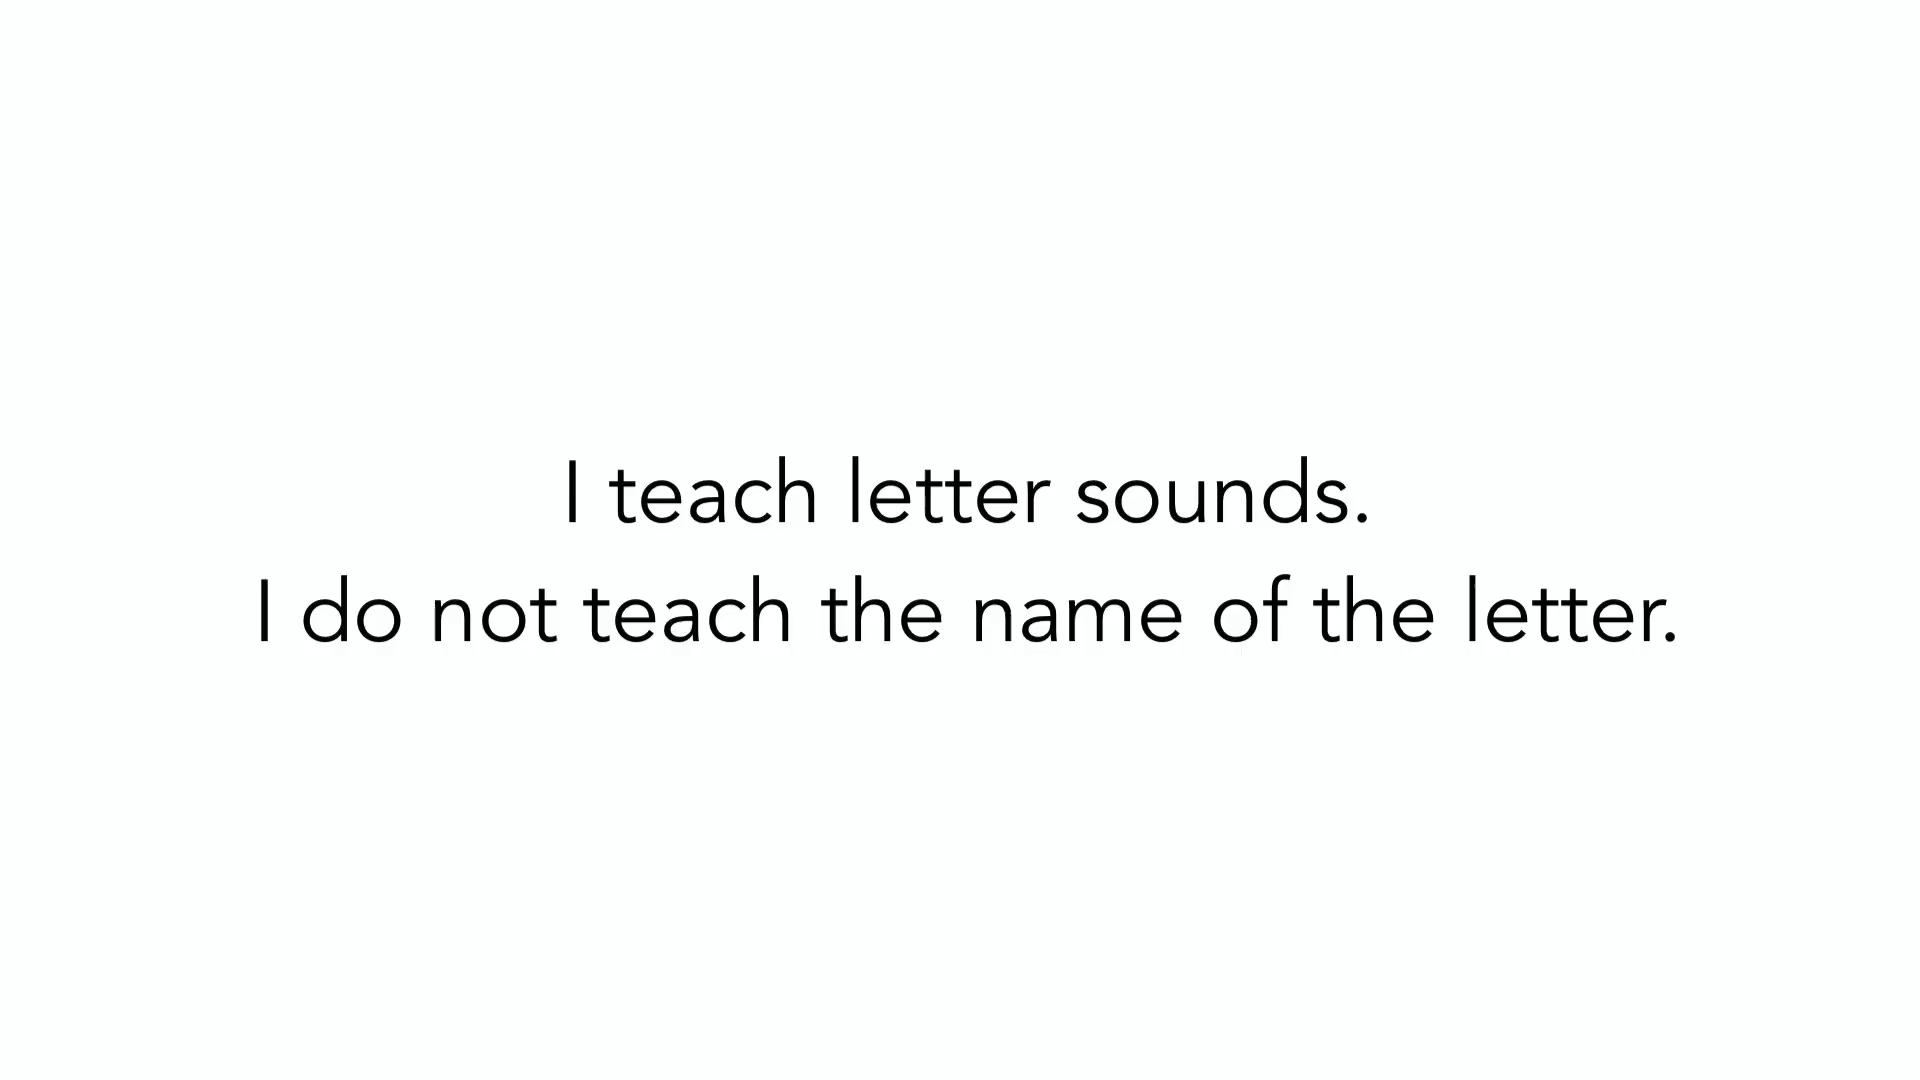 I teach letter sounds.
I do not teach the name of the letter.